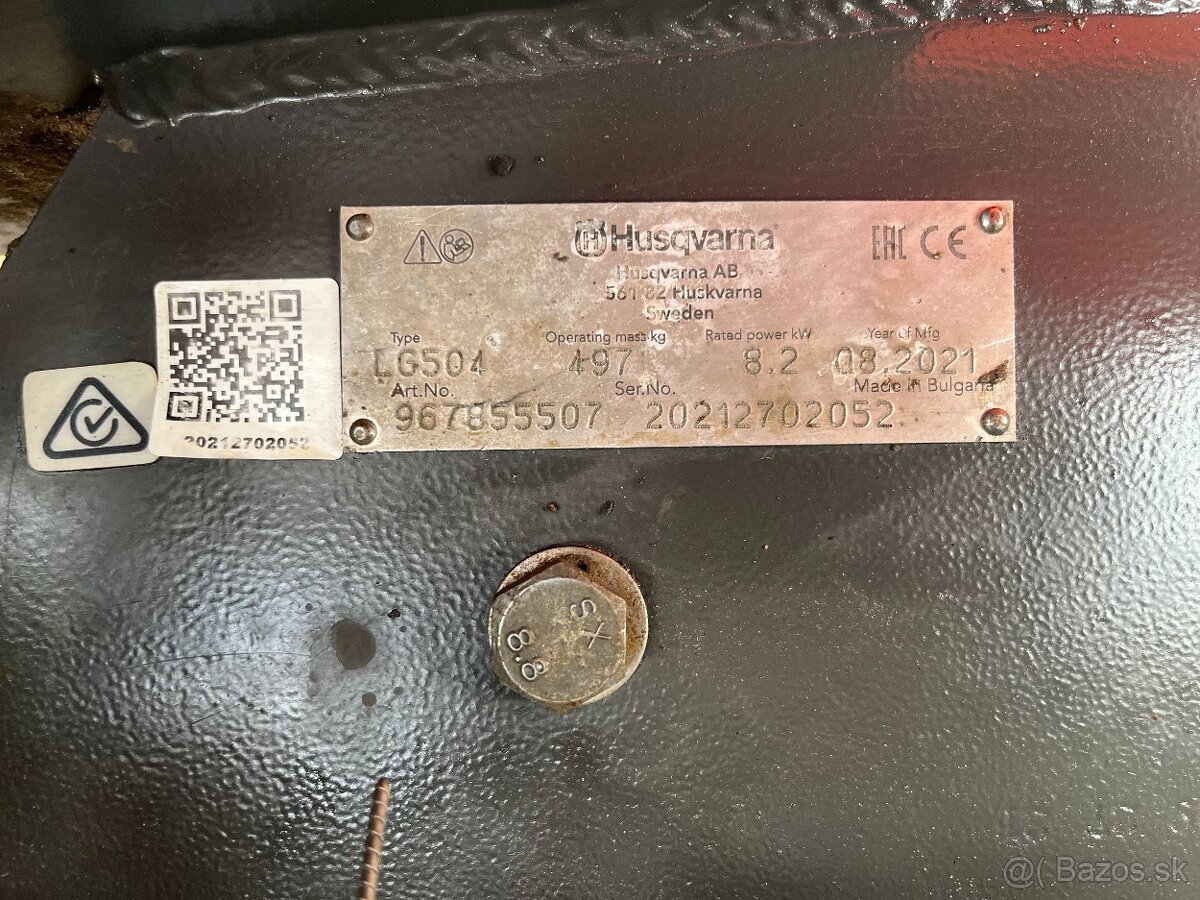 Husqvarna
EAC CE
Husqvarna AB
561 82 Huskvarna
Sweden
Type Operating mass kg Rated power kW Year of Mfg
LG504 497 8.2 08.2021
Art.No. Ser.No. Made in Bulgaria
967855507 20212702052
20212702052
SX
8.8
@( Bazos.sk